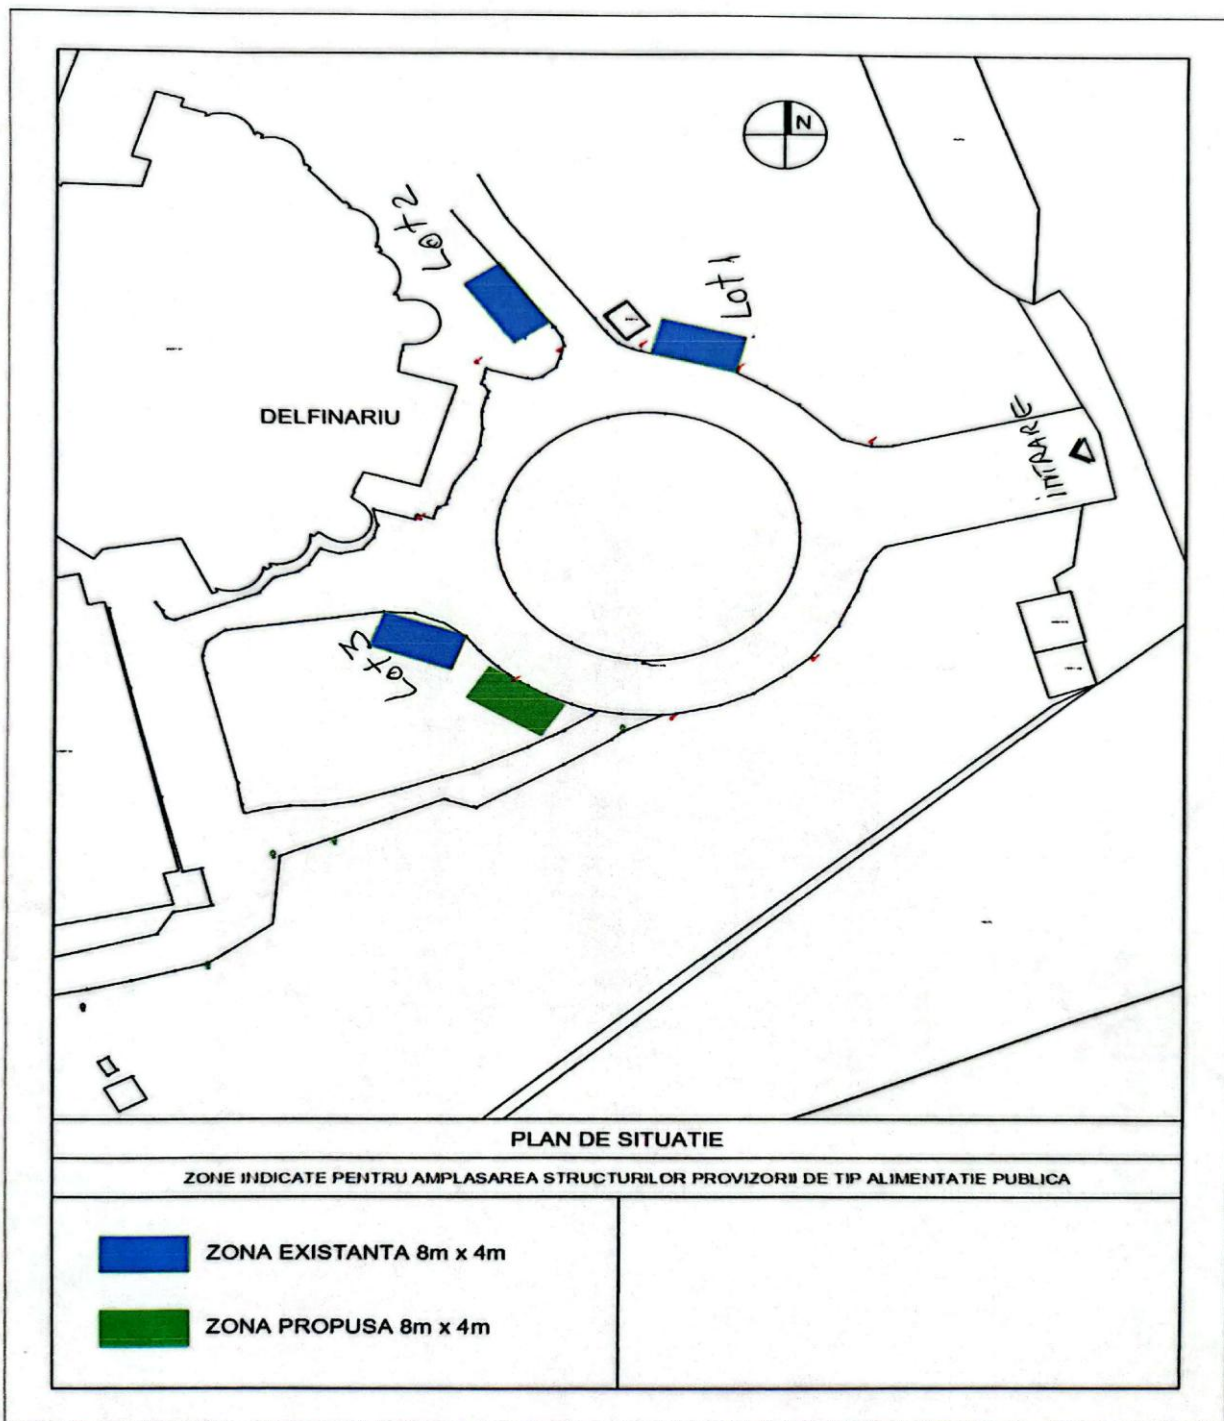 N
Lot 2
Lot 1
DELFINARIU
iNTRARE
Lot 3
PLAN DE SITUATIE
ZONE INDICATE PENTRU AMPLASAREA STRUCTURILOR PROVIZORII DE TIP ALIMENTATIE PUBLICA
ZONA EXISTANTA 8m x 4m
ZONA PROPUSA 8m x 4m